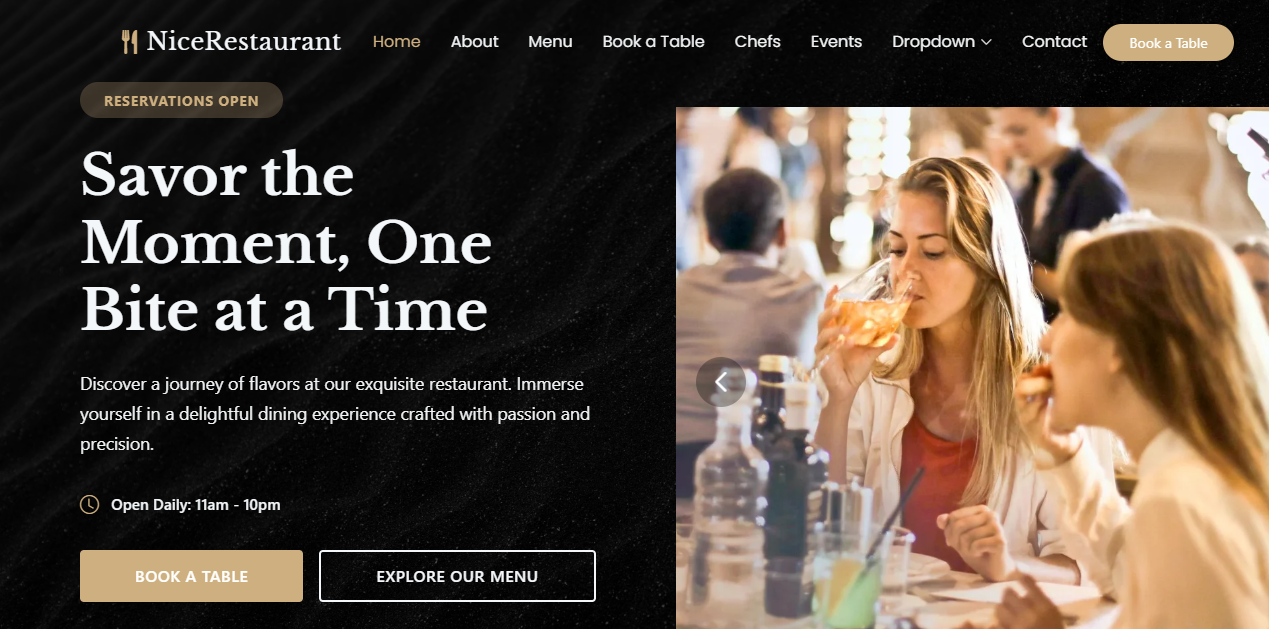 NiceRestaurant Home About Menu Book a Table Chefs Events Dropdown Contact Book a Table
RESERVATIONS OPEN
Savor the
Moment, One
Bite at a Time
Discover a journey of flavors at our exquisite restaurant. Immerse
yourself in a delightful dining experience crafted with passion and
precision.
Open Daily: 11am - 10pm
BOOK A TABLE EXPLORE OUR MENU